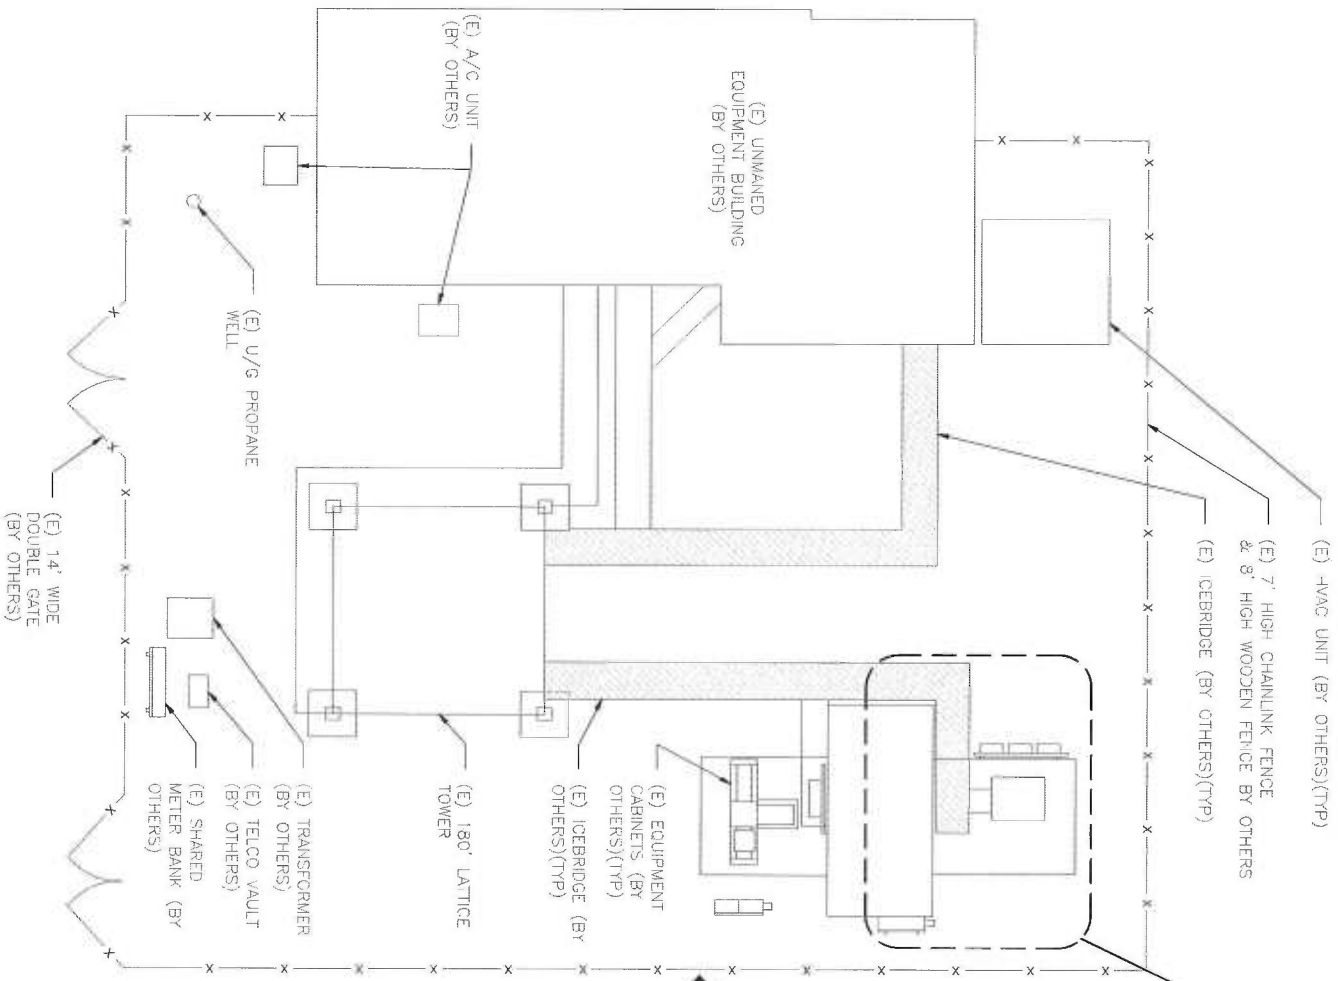 (E) HVAC UNIT (BY OTHERS)(TYP)
(E) 7' HIGH CHAINLINK FENCE
& 8' HIGH WOODEN FENCE BY OTHERS
(E) ICEBRIDGE (BY OTHERS)(TYP)
(E) UNMANED
EQUIPMENT BUILDING
(BY OTHERS)
(E) A/C UNIT
(BY OTHERS)
(E) U/G PROPANE
WELL
(E) 14' WIDE
DOUBLE GATE
(BY OTHERS)
(E) EQUIPMENT
CABINETS (BY
OTHERS)(TYP)
(E) ICEBRIDGE (BY
OTHERS)(TYP)
(E) 180' LATTICE
TOWER
(E) TRANSFORMER
(BY OTHERS)
(E) TELCO VAULT
(BY OTHERS)
(E) SHARED
METER BANK (BY
OTHERS)